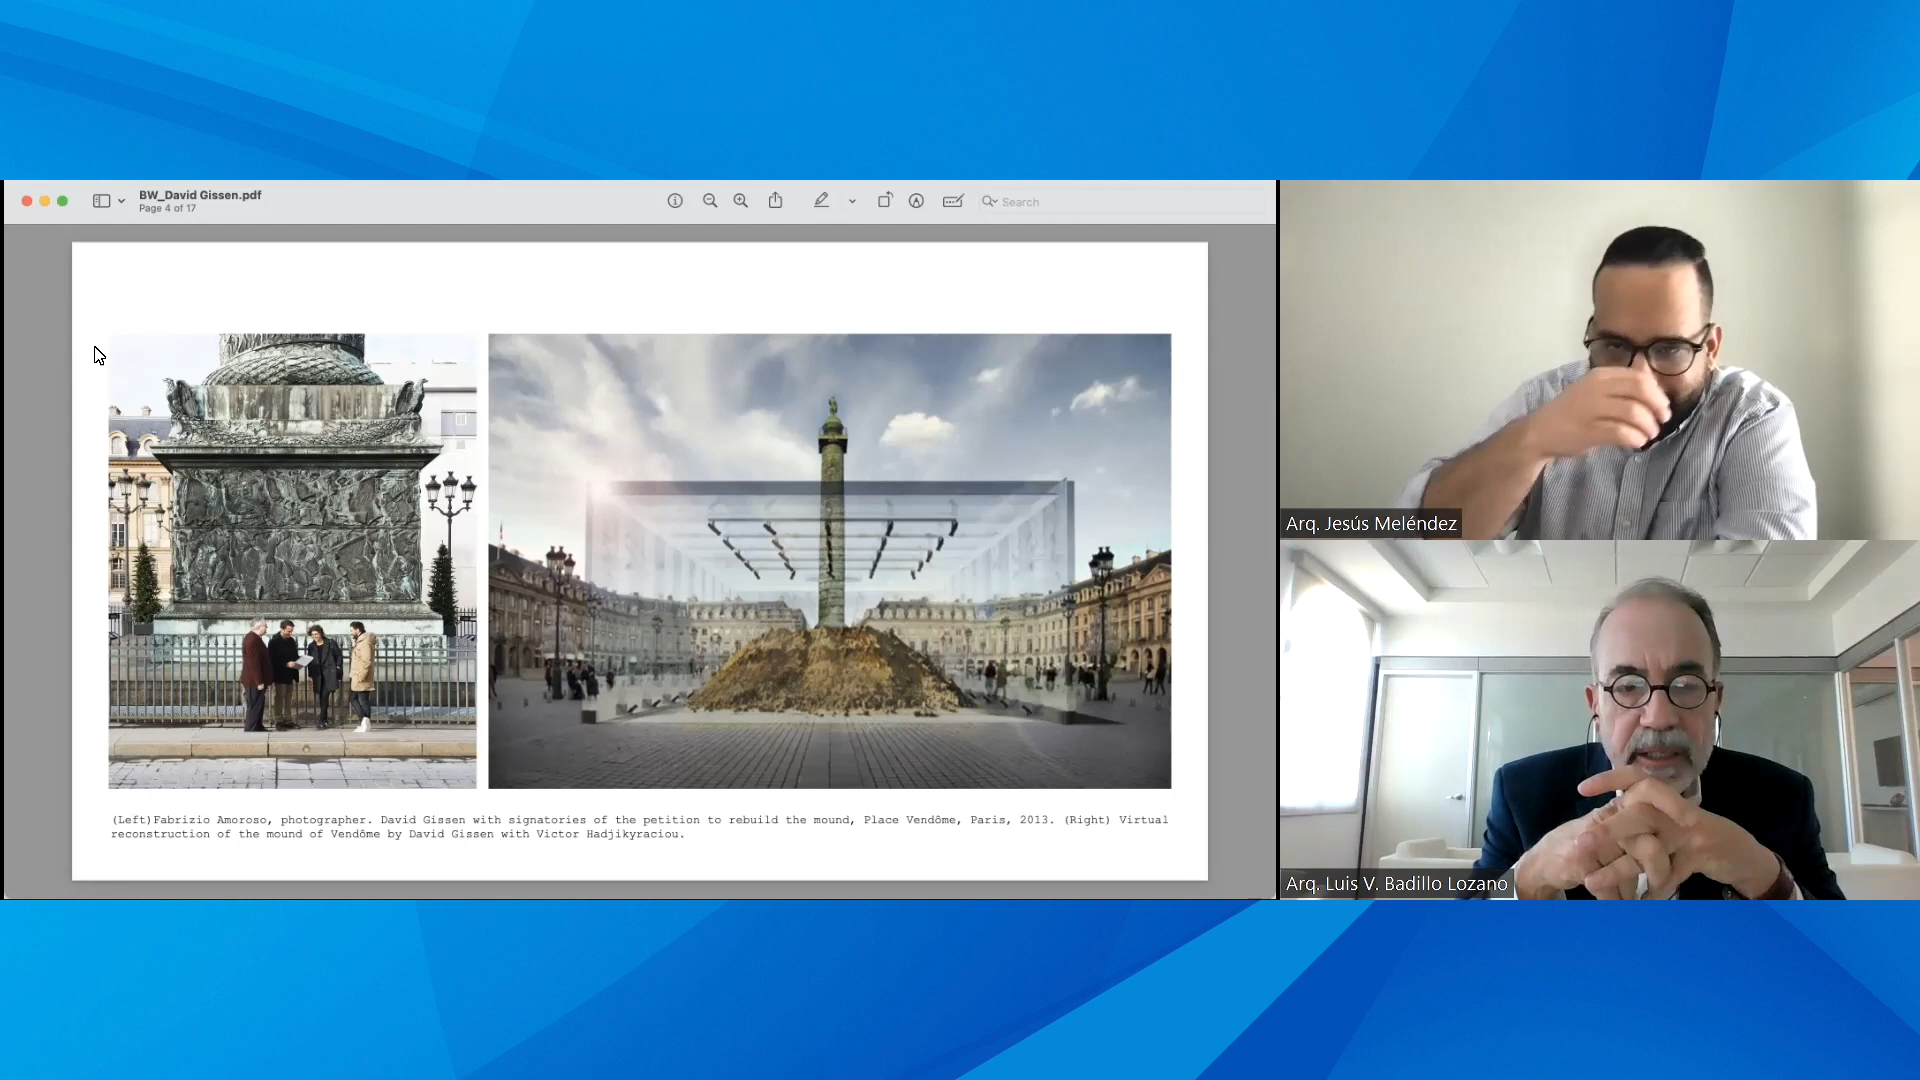 BW_David Gissen.pdf
Page 4 of 17
Search
(Left)Fabrizio Amoroso, photographer. David Gissen with signatories of the petition to rebuild the mound, Place Vendôme, Paris, 2013. (Right) Virtual
reconstruction of the mound of Vendôme by David Gissen with Victor Hadjikyraciou.
Arq. Jesús Meléndez
Arq. Luis V. Badillo Lozano